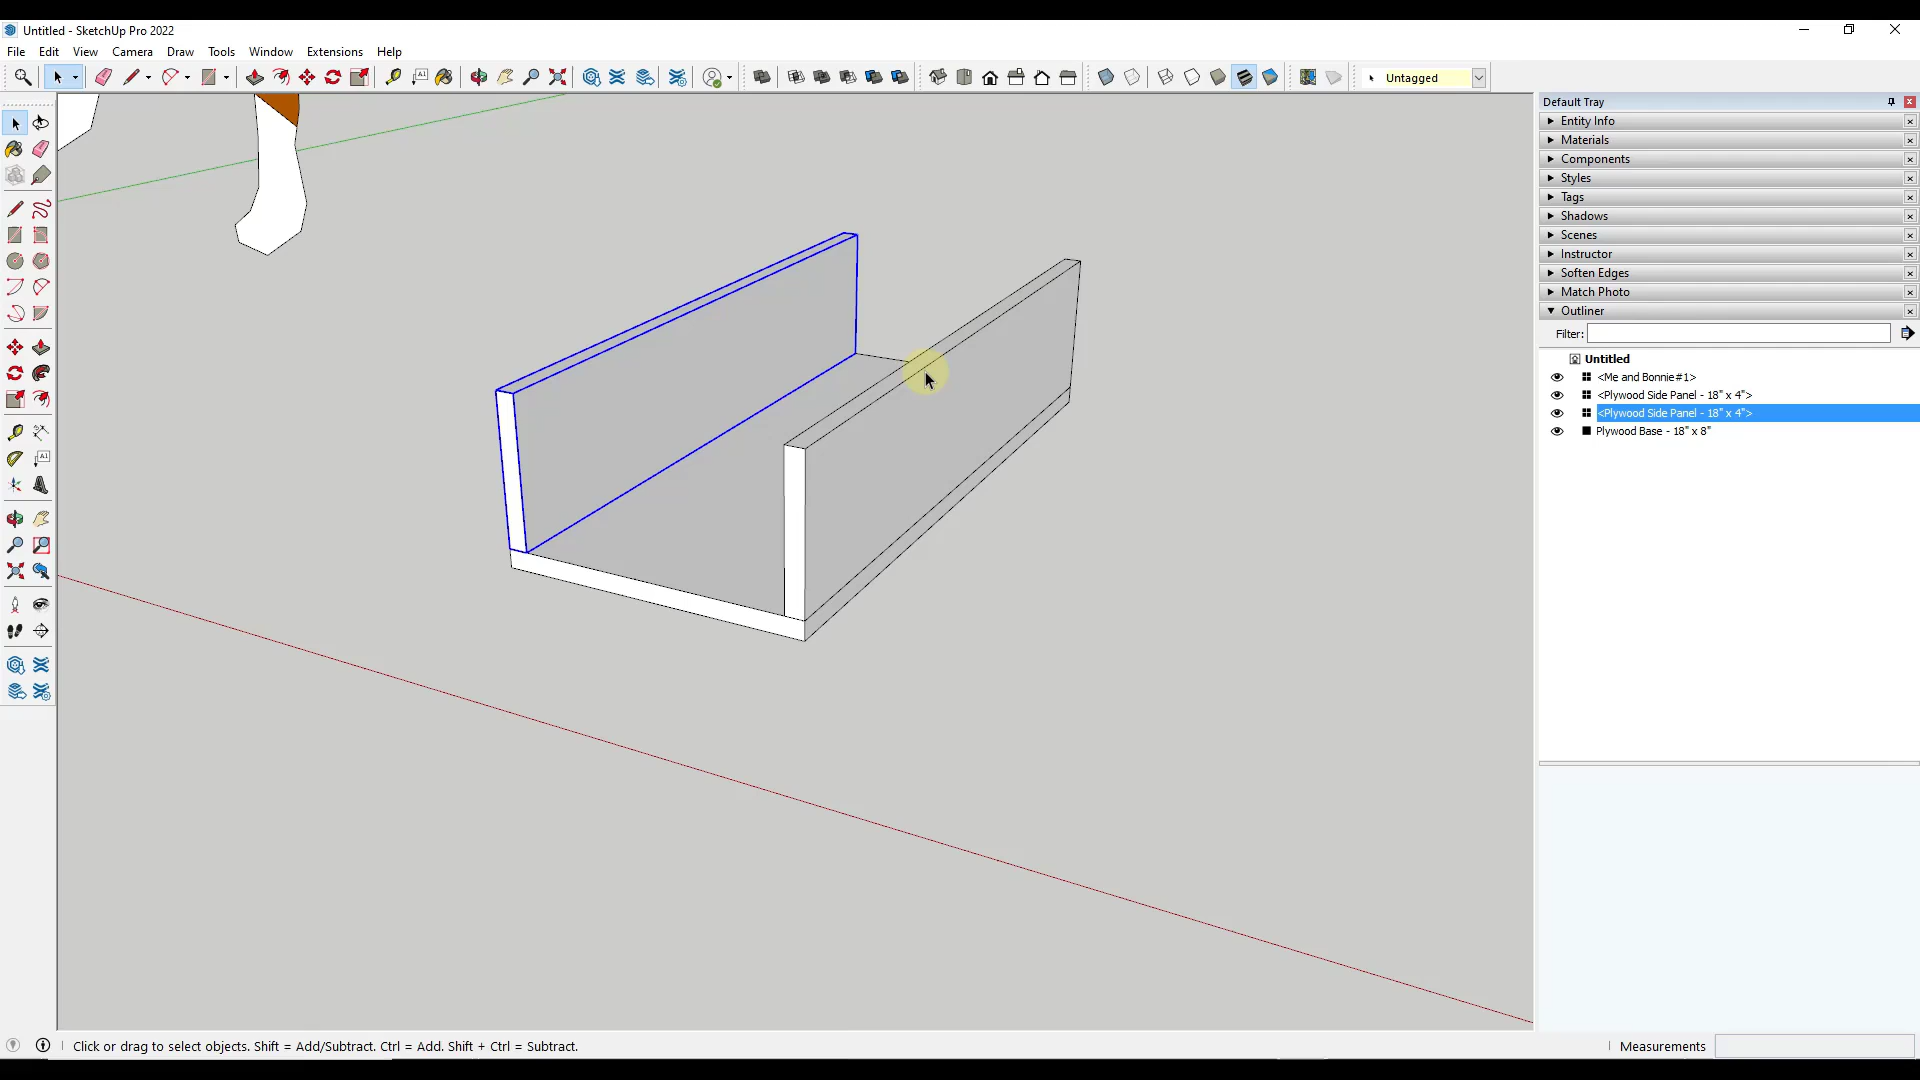 Untitled - SketchUp Pro 2022
File Edit View Camera Draw Tools Window Extensions Help
Untagged
Default Tray
Entity Info
Materials
Components
Styles
Tags
Shadows
Scenes
Instructor
Soften Edges
Match Photo
Outliner
Filter:
Untitled
<Me and Bonnie#1>
<Plywood Side Panel - 18" x 4">
<Plywood Side Panel - 18" x 4">
Plywood Base - 18" x 8"
Click or drag to select objects. Shift = Add/Subtract. Ctrl = Add. Shift + Ctrl = Subtract.
Measurements